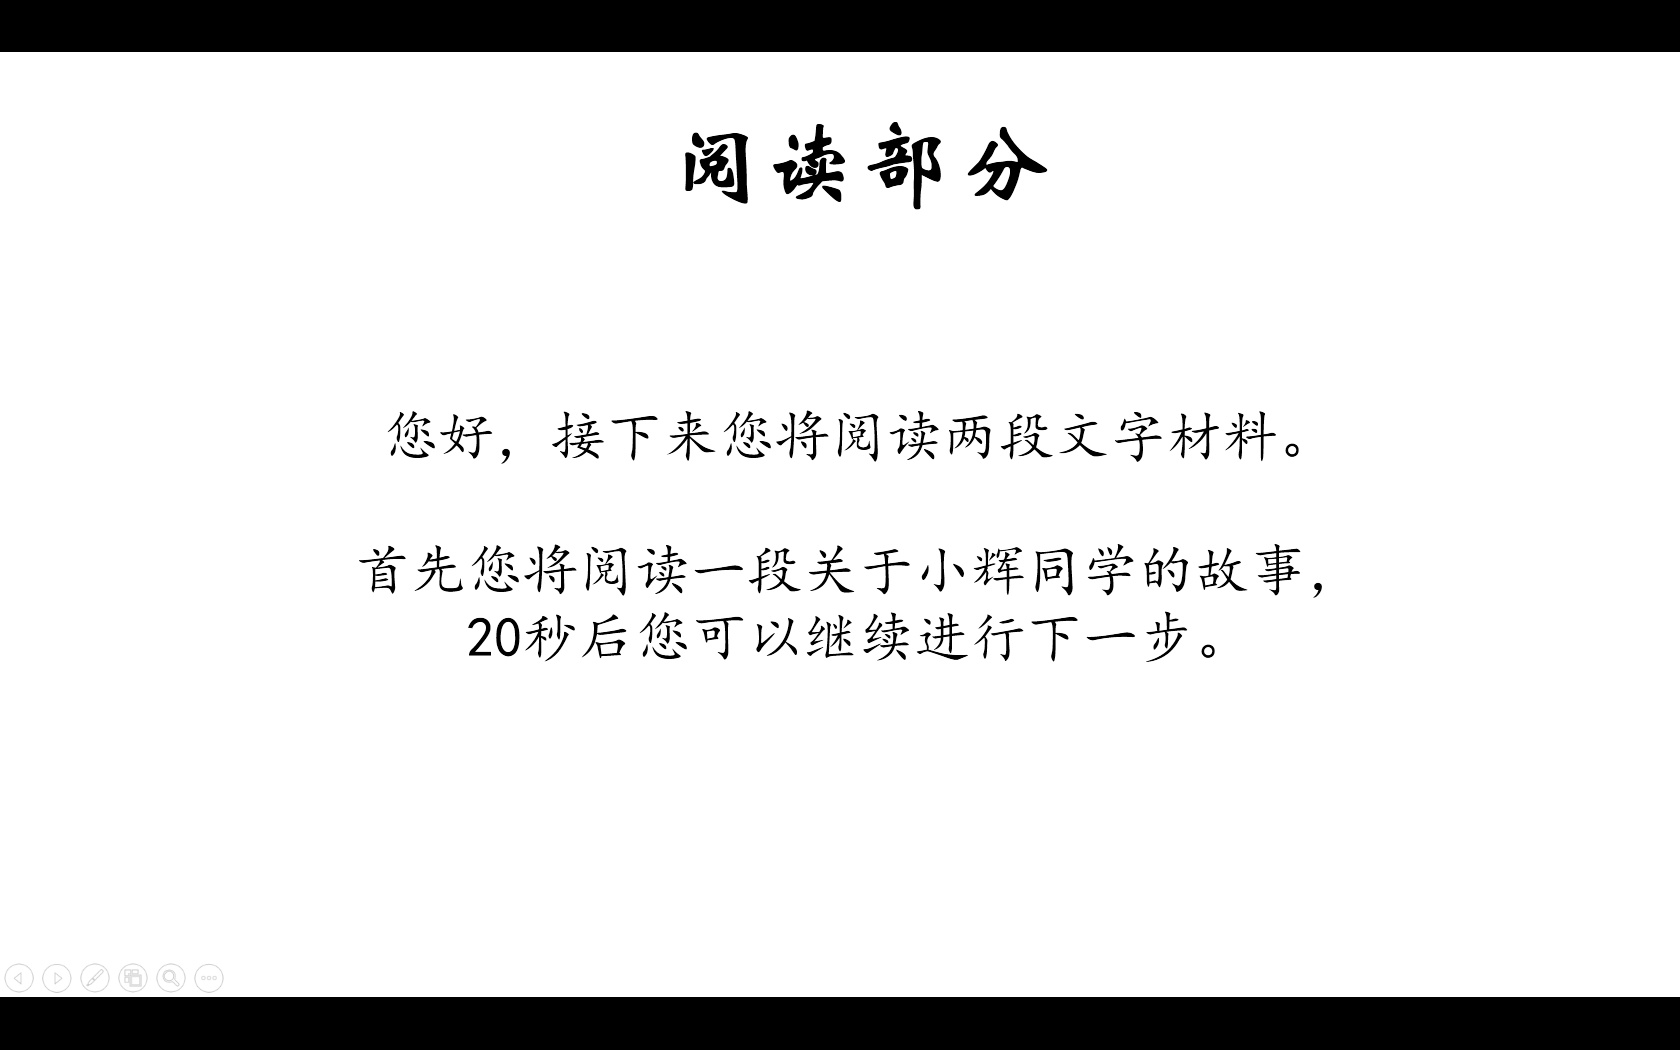 阅读部分
您好，接下来您将阅读两段文字材料。
首先您将阅读一段关于小辉同学的故事，
20秒后您可以继续进行下一步。